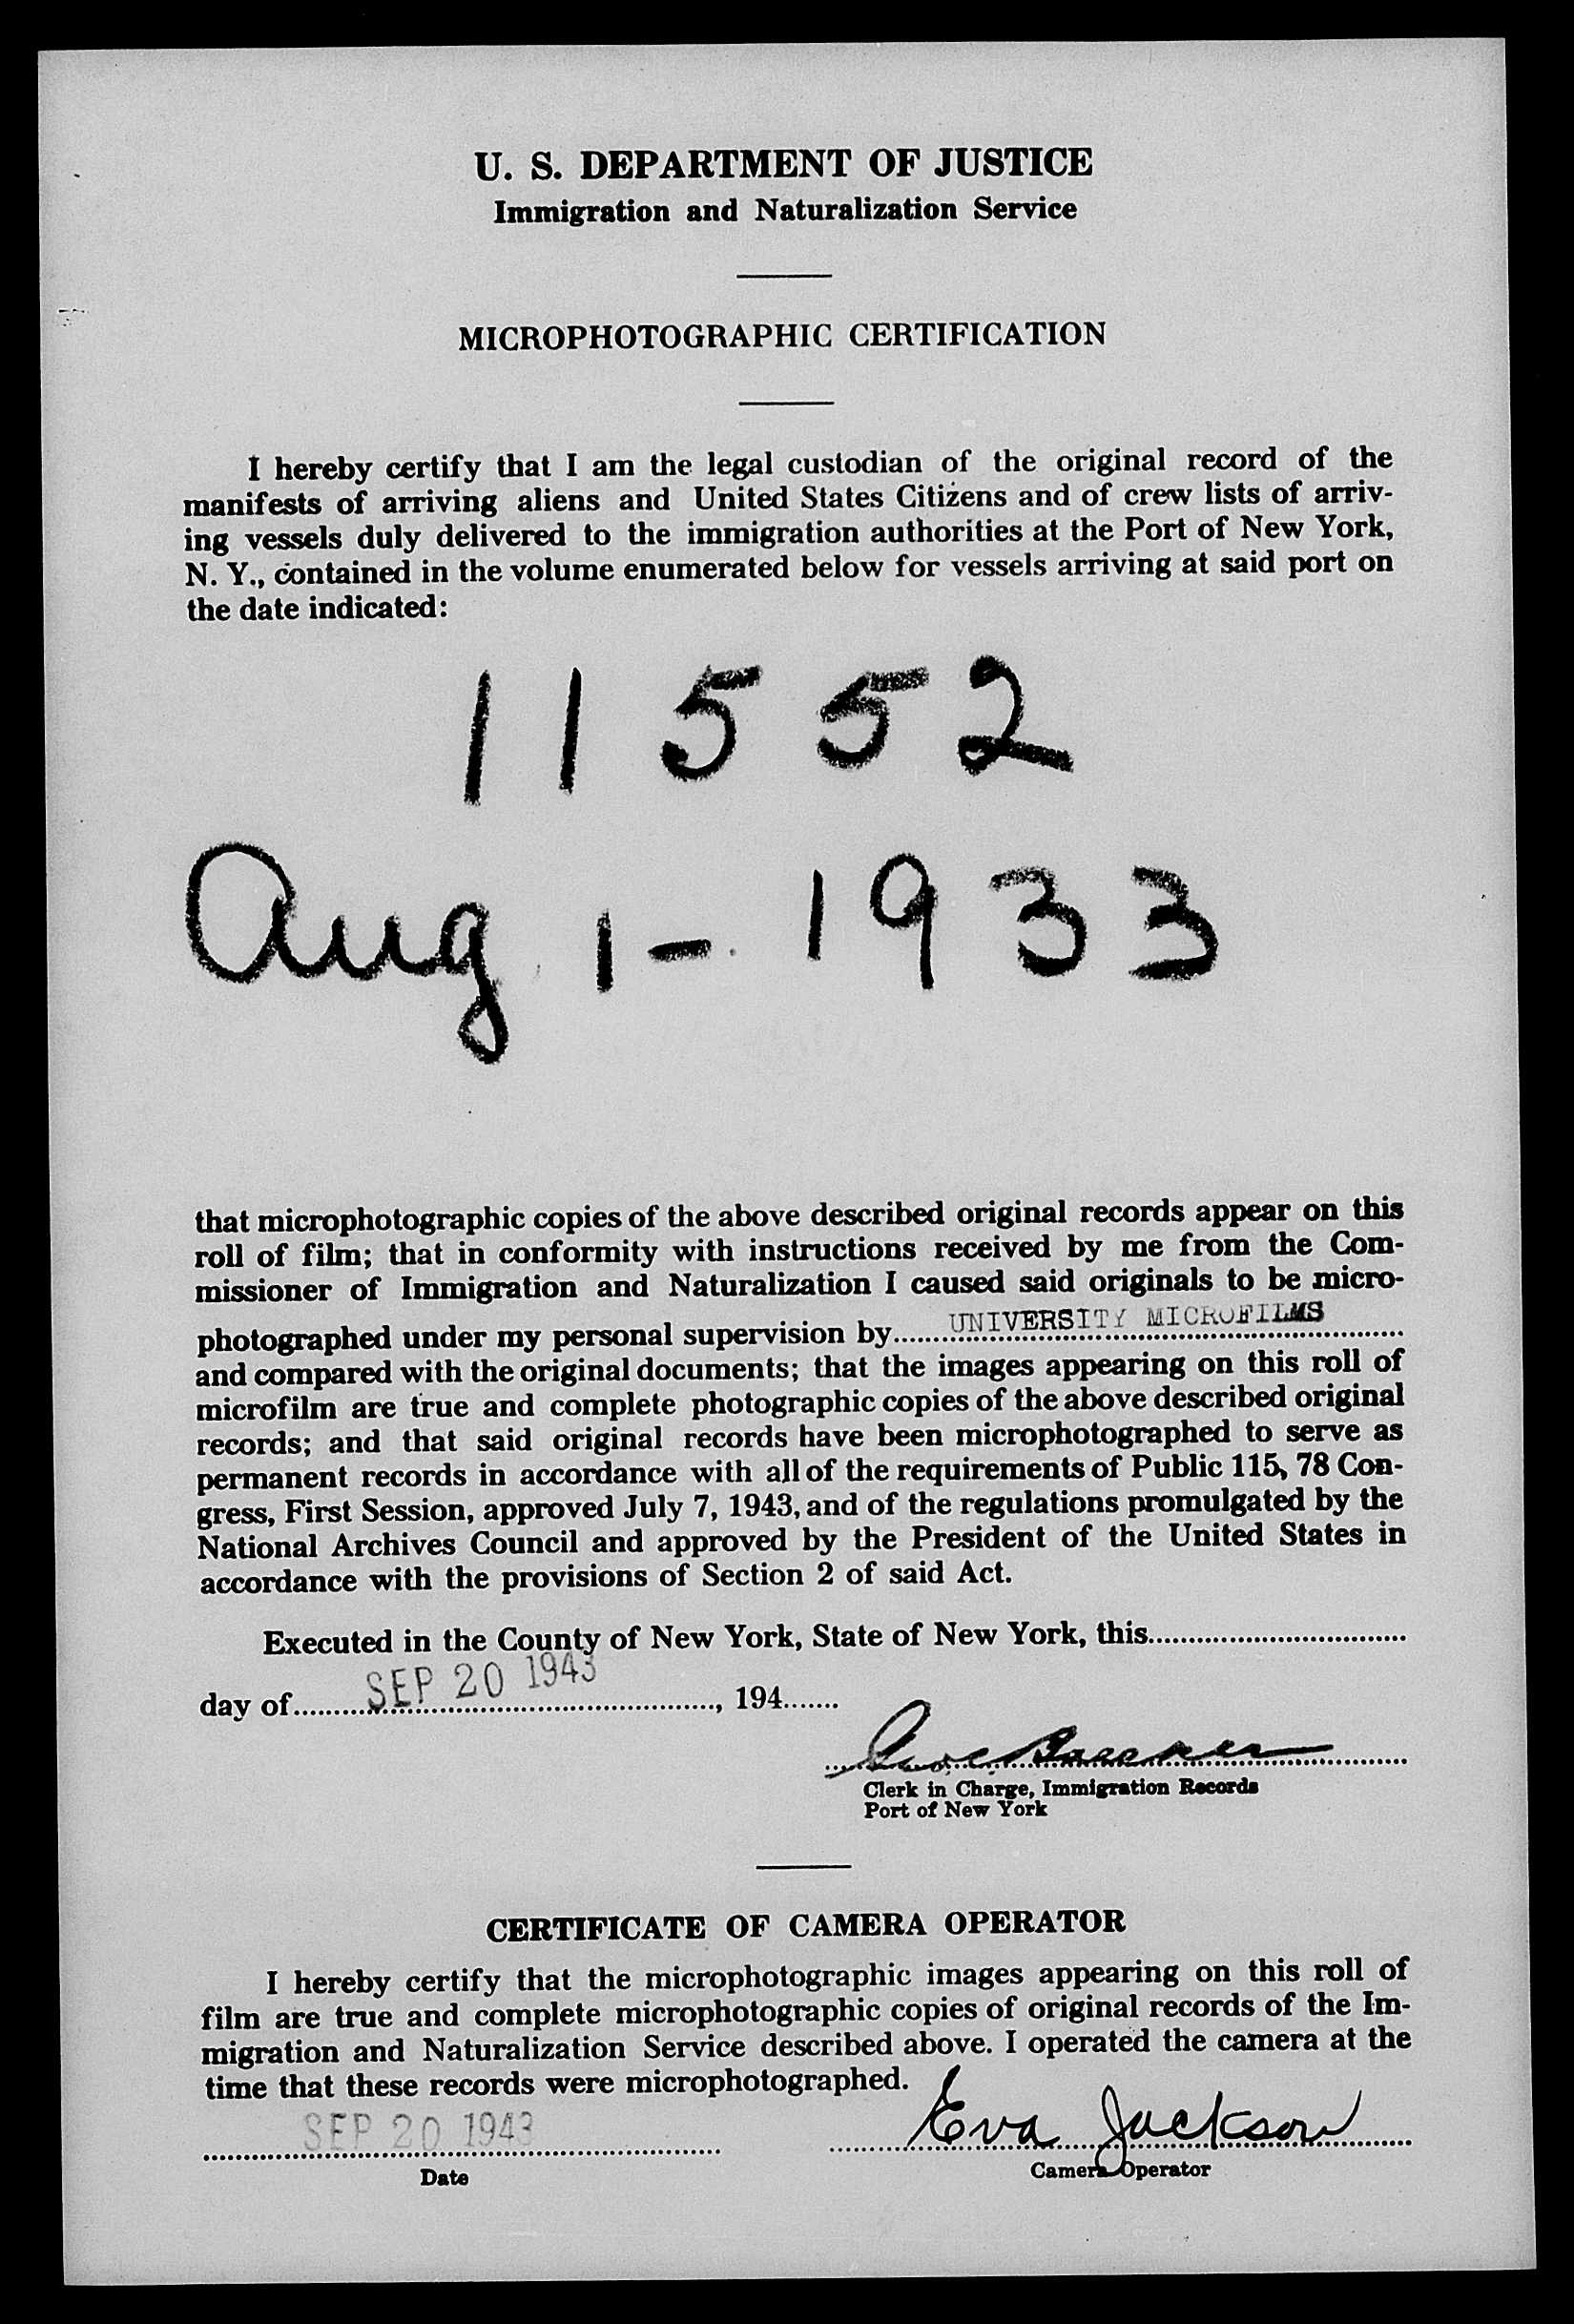 U. S. DEPARTMENT OF JUSTICE
Immigration and Naturalization Service
MICROPHOTOGRAPHIC CERTIFICATION
I hereby certify that I am the legal custodian of the original record of the
manifests of arriving aliens and United States Citizens and of crew lists of arriv-
ing vessels duly delivered to the immigration authorities at the Port of New York,
N. Y., contained in the volume enumerated below for vessels arriving at said port on
the date indicated:
11552
Aug 1- 1933
that microphotographic copies of the above described original records appear on this
roll of film; that in conformity with instructions received by me from the Com-
missioner of Immigration and Naturalization I caused said originals to be micro-
photographed under my personal supervision by UNIVERSITY MICROFILMS
and compared with the original documents; that the images appearing on this roll of
microfilm are true and complete photographic copies of the above described original
records; and that said original records have been microphotographed to serve as
permanent records in accordance with all of the requirements of Public 115, 78 Con-
gress, First Session, approved July 7, 1943, and of the regulations promulgated by the
National Archives Council and approved by the President of the United States in
accordance with the provisions of Section 2 of said Act.
Executed in the County of New York, State of New York, this
day of SEP 20 1943, 194
Clerk in Charge, Immigration Records
Port of New York
CERTIFICATE OF CAMERA OPERATOR
I hereby certify that the microphotographic images appearing on this roll of
film are true and complete microphotographic copies of original records of the Im-
migration and Naturalization Service described above. I operated the camera at the
time that these records were microphotographed.
SEP 20 1943 Eva Jackson
Date Camera Operator